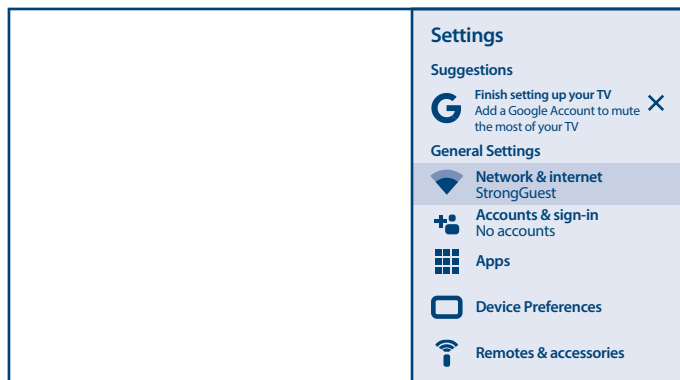 Settings
Suggestions
Finish setting up your TV
Add a Google Account to mute
the most of your TV
General Settings
Network & internet
StrongGuest
Accounts & sign-in
No accounts
Apps
Device Preferences
Remotes & accessories